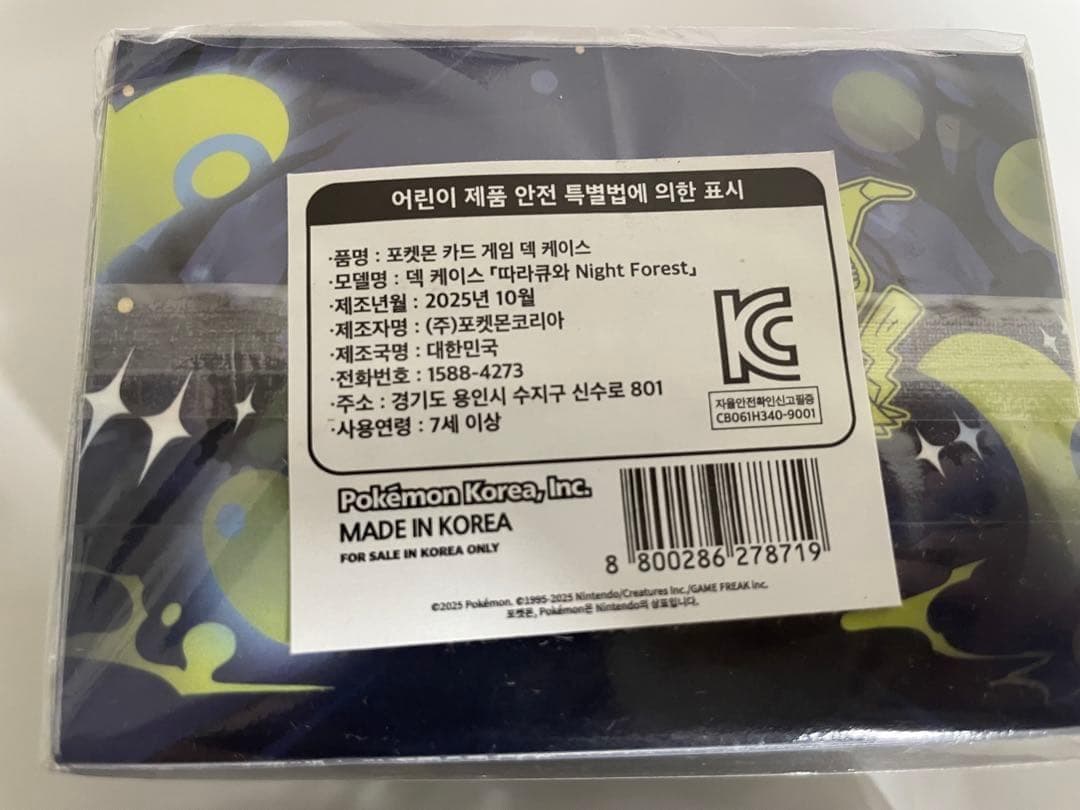 어린이 제품 안전 특별법에 의한 표시
·품명 : 포켓몬 카드 게임 덱 케이스
·모델명 : 덱 케이스 「따라큐와 Night Forest」
·제조년월 : 2025년 10월
·제조자명 : (주)포켓몬코리아
·제조국명 : 대한민국
·전화번호 : 1588-4273
·주소 : 경기도 용인시 수지구 신수로 801
·사용연령 : 7세 이상
KC
자율안전확인신고필증
CB061H340-9001
Pokémon Korea, Inc.
MADE IN KOREA
FOR SALE IN KOREA ONLY
8 800286 278719
©2025 Pokémon. ©1995-2025 Nintendo/Creatures Inc./GAME FREAK inc.
포켓몬, Pokémon은 Nintendo의 상표입니다.